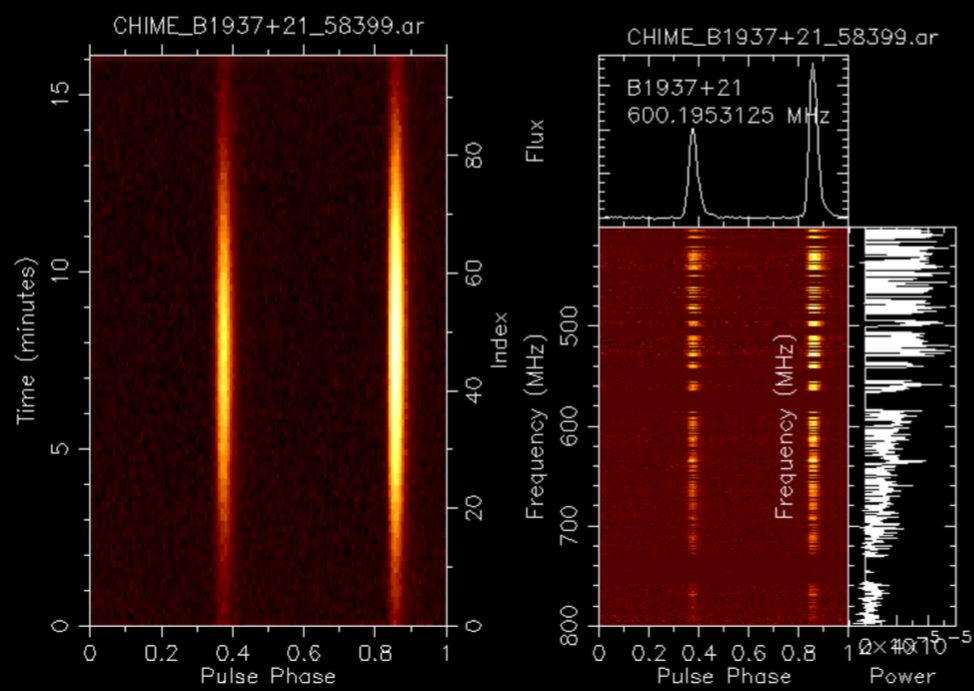 CHIME_B1937+21_58399.ar
Time (minutes)
15
10
5
0
80
60
40
20
0
Index
0 0.4 0.6 0.8 1
Pulse Phase
CHIME_B1937+21_58399.ar
B1937+21
600.1953125 MHz
Flux
Frequency (MHz)
500
600
700
800
Frequency (MHz)
0 0.2 0.4 0.6 0.8 1
Pulse Phase
Power